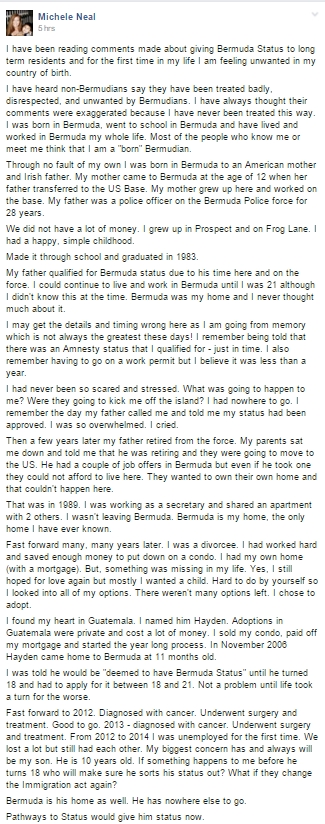 Michele Neal
5 hrs
I have been reading comments made about giving Bermuda Status to long
term residents and for the first time in my life I am feeling unwanted in my
country of birth.
I have heard non-Bermudians say they have been treated badly,
disrespected, and unwanted by Bermudians. I have always thought their
comments were exaggerated because I have never been treated this way.
I was born in Bermuda, went to school in Bermuda and have lived and
worked in Bermuda my whole life. Most of the people who know me or
meet me think that I am a "born" Bermudian.
Through no fault of my own I was born in Bermuda to an American mother
and Irish father. My mother came to Bermuda at the age of 12 when her
father transferred to the US Base. My mother grew up here and worked on
the base. My father was a police officer on the Bermuda Police force for
28 years.
We did not have a lot of money. I grew up in Prospect and on Frog Lane. I
had a happy, simple childhood.
Made it through school and graduated in 1983.
My father qualified for Bermuda status due to his time here and on the
force. I could continue to live and work in Bermuda until I was 21 although
I didn't know this at the time. Bermuda was my home and I never thought
much about it.
I may get the details and timing wrong here as I am going from memory
which is not always the greatest these days! I remember being told that
there was an Amnesty status that I qualified for - just in time. I also
remember having to go on a work permit but I believe it was less than a
year.
I had never been so scared and stressed. What was going to happen to
me? Were they going to kick me off the island? I had nowhere to go. I
remember the day my father called me and told me my status had been
approved. I was so overwhelmed. I cried.
Then a few years later my father retired from the force. My parents sat
me down and told me that he was retiring and they were going to move to
the US. He had a couple of job offers in Bermuda but even if he took one
they could not afford to live here. They wanted to own their own home and
that couldn't happen here.
That was in 1989. I was working as a secretary and shared an apartment
with 2 others. I wasn't leaving Bermuda. Bermuda is my home, the only
home I have ever known.
Fast forward many, many years later. I was a divorcee. I had worked hard
and saved enough money to put down on a condo. I had my own home
(with a mortgage). But, something was missing in my life. Yes, I still
hoped for love again but mostly I wanted a child. Hard to do by yourself so
I looked into all of my options. There weren't many options left. I chose to
adopt.
I found my heart in Guatemala. I named him Hayden. Adoptions in
Guatemala were private and cost a lot of money. I sold my condo, paid off
my mortgage and started the year long process. In November 2006
Hayden came home to Bermuda at 11 months old.
I was told he would be "deemed to have Bermuda Status" until he turned
18 and had to apply for it between 18 and 21. Not a problem until life took
a turn for the worse.
Fast forward to 2012. Diagnosed with cancer. Underwent surgery and
treatment. Good to go. 2013 - diagnosed with cancer. Underwent surgery
and treatment. From 2012 to 2014 I was unemployed for the first time. We
lost a lot but still had each other. My biggest concern has and always will
be my son. He is 10 years old. If something happens to me before he
turns 18 who will make sure he sorts his status out? What if they change
the Immigration act again?
Bermuda is his home as well. He has nowhere else to go.
Pathways to Status would give him status now.